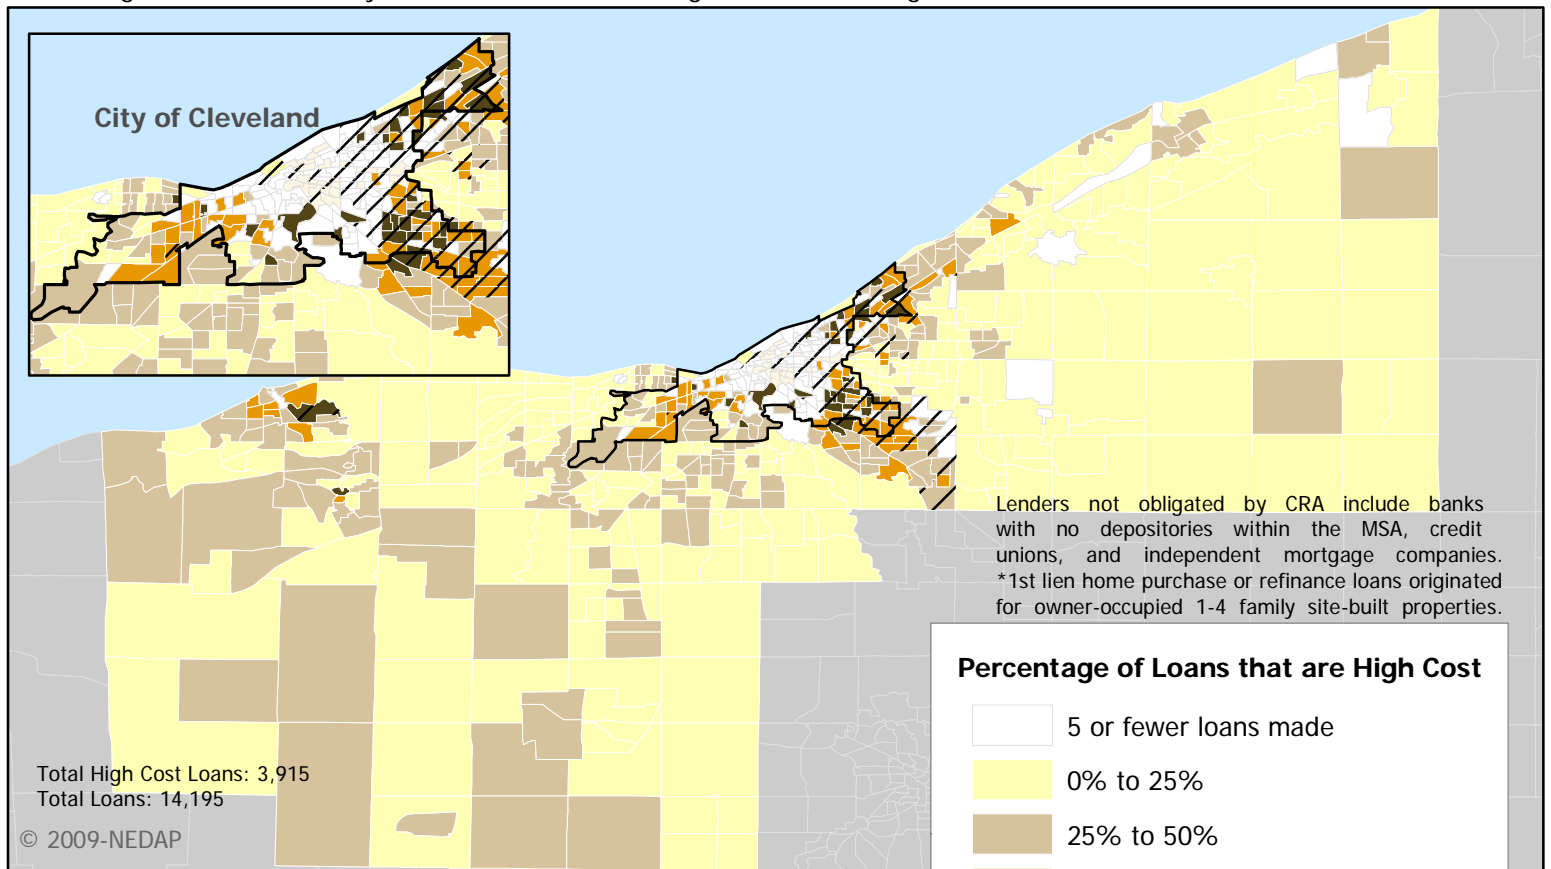 City of Cleveland
Lenders not obligated by CRA include banks
with no depositories within the MSA, credit
unions, and independent mortgage companies.
*1st lien home purchase or refinance loans originated
for owner-occupied 1-4 family site-built properties.
Percentage of Loans that are High Cost
5 or fewer loans made
0% to 25%
25% to 50%
Total High Cost Loans: 3,915
Total Loans: 14,195
© 2009-NEDAP